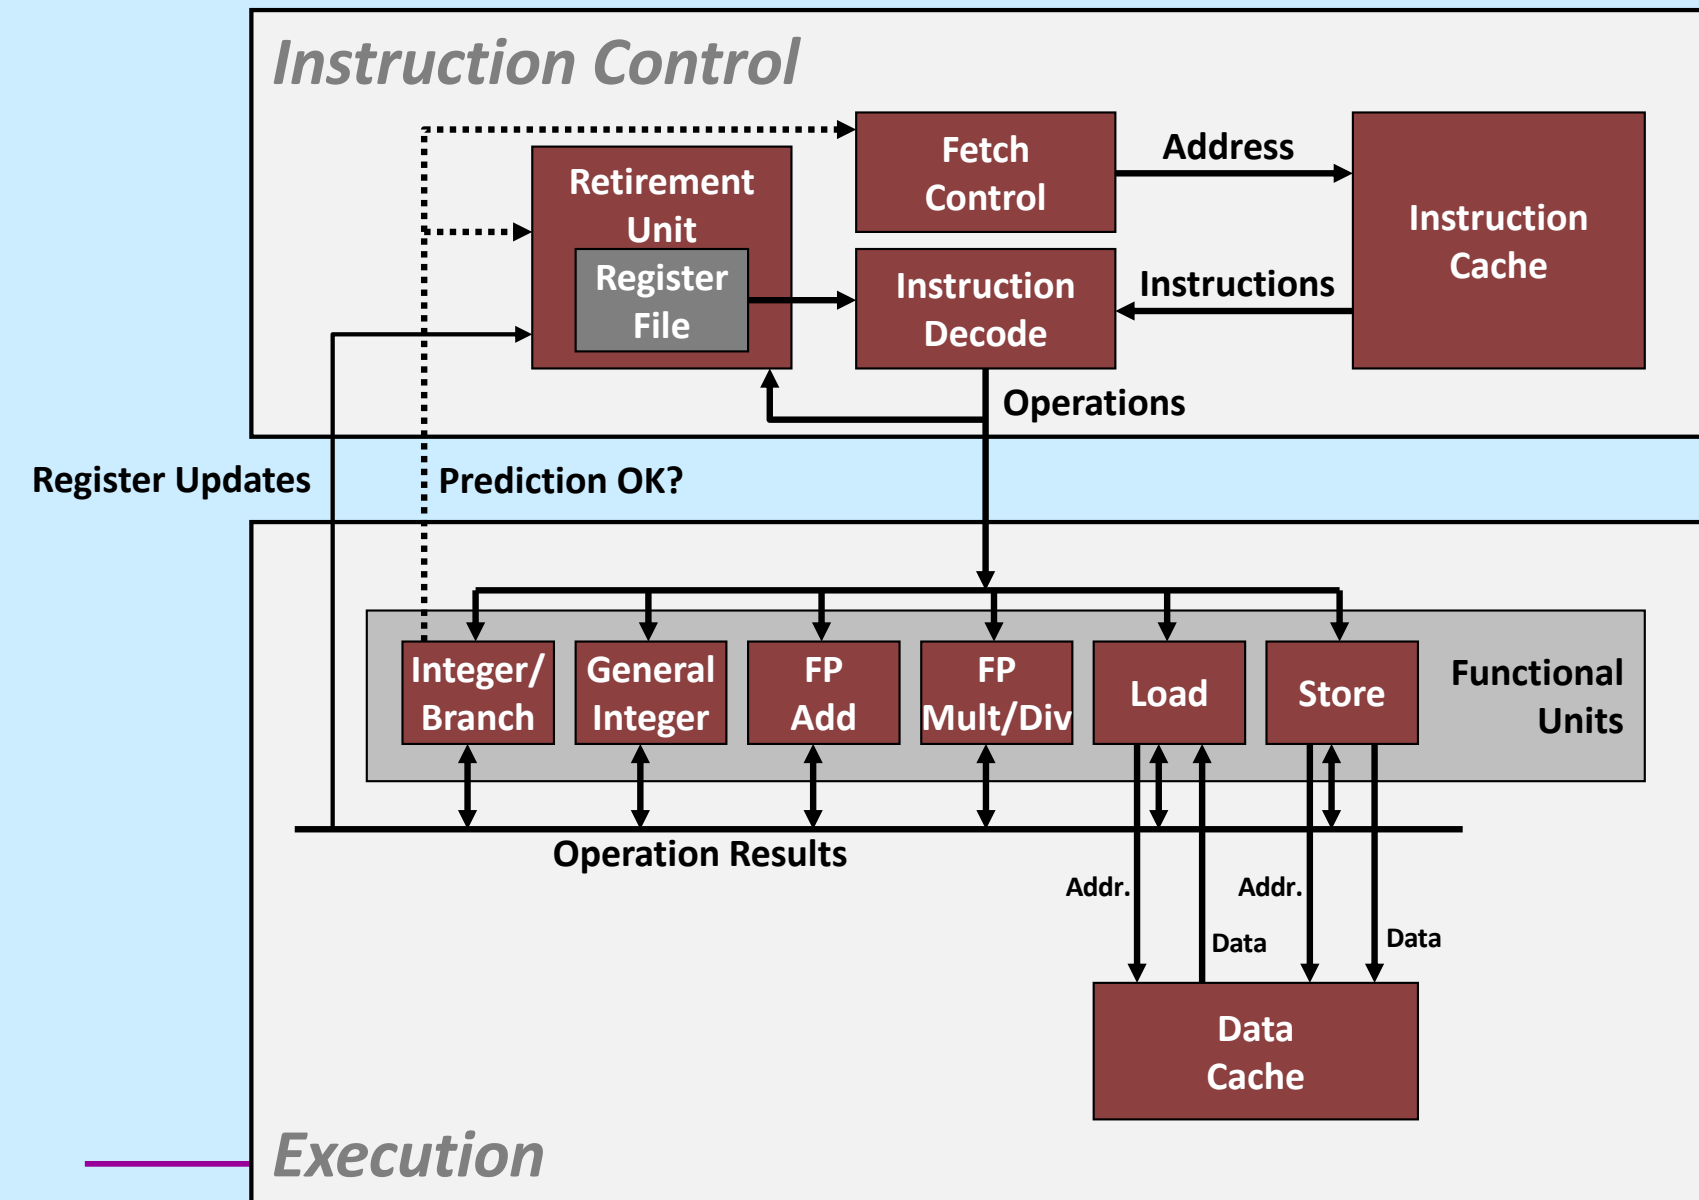 Instruction Control
Fetch
Control
Address
Instruction
Cache
Retirement
Unit
Register
File
Instruction
Decode
Instructions
Operations
Register Updates
Prediction OK?
Integer/
Branch
General
Integer
FP
Add
FP
Mult/Div
Load
Store
Functional
Units
Operation Results
Addr.
Data
Addr.
Data
Data
Cache
Execution